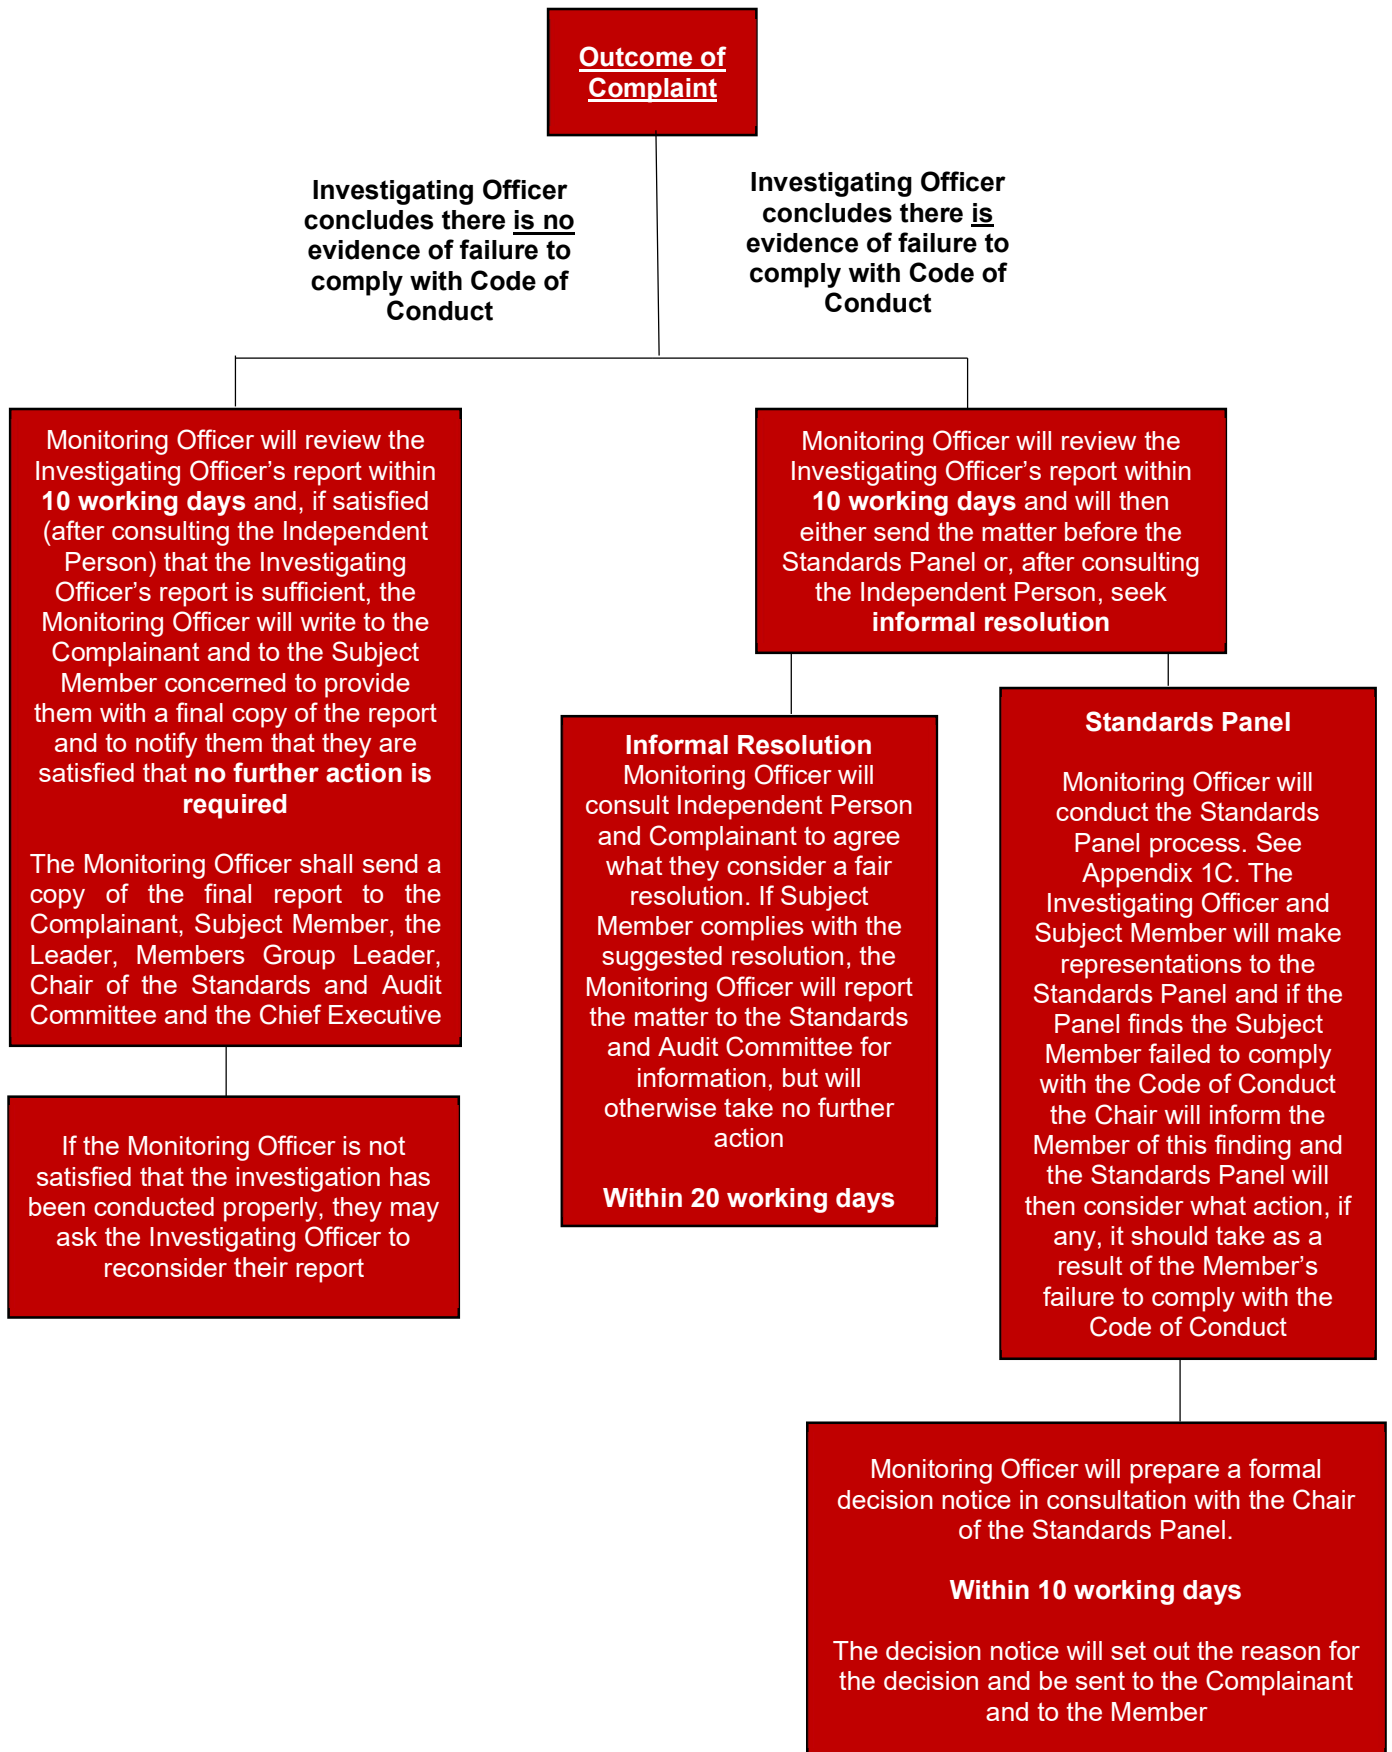 Outcome of
Complaint
Investigating Officer
concludes there is no
evidence of failure to
comply with Code of
Conduct
Investigating Officer
concludes there is
evidence of failure to
comply with Code of
Conduct
Monitoring Officer will review the
Investigating Officer’s report within
10 working days and, if satisfied
(after consulting the Independent
Person) that the Investigating
Officer’s report is sufficient, the
Monitoring Officer will write to the
Complainant and to the Subject
Member concerned to provide
them with a final copy of the report
and to notify them that they are
satisfied that no further action is
required
The Monitoring Officer shall send a
copy of the final report to the
Complainant, Subject Member, the
Leader, Members Group Leader,
Chair of the Standards and Audit
Committee and the Chief Executive
If the Monitoring Officer is not
satisfied that the investigation has
been conducted properly, they may
ask the Investigating Officer to
reconsider their report
Monitoring Officer will review the
Investigating Officer’s report within
10 working days and will then
either send the matter before the
Standards Panel or, after consulting
the Independent Person, seek
informal resolution
Informal Resolution
Monitoring Officer will
consult Independent Person
and Complainant to agree
what they consider a fair
resolution. If Subject
Member complies with the
suggested resolution, the
Monitoring Officer will report
the matter to the Standards
and Audit Committee for
information, but will
otherwise take no further
action
Within 20 working days
Standards Panel
Monitoring Officer will
conduct the Standards
Panel process. See
Appendix 1C. The
Investigating Officer and
Subject Member will make
representations to the
Standards Panel and if the
Panel finds the Subject
Member failed to comply
with the Code of Conduct
the Chair will inform the
Member of this finding and
the Standards Panel will
then consider what action, if
any, it should take as a
result of the Member’s
failure to comply with the
Code of Conduct
Monitoring Officer will prepare a formal
decision notice in consultation with the Chair
of the Standards Panel.
Within 10 working days
The decision notice will set out the reason for
the decision and be sent to the Complainant
and to the Member